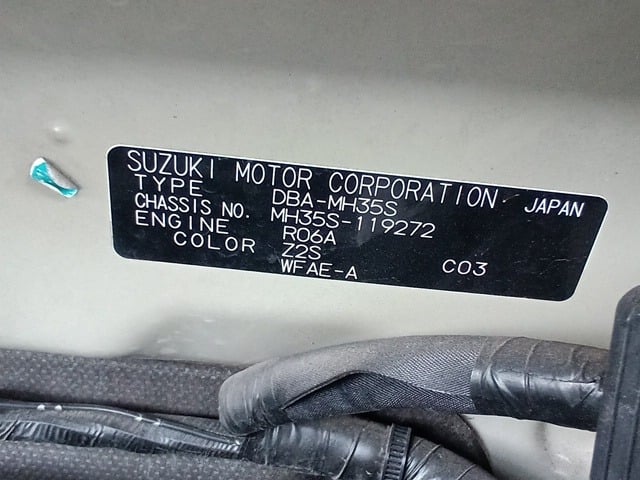 SUZUKI MOTOR CORPORATION JAPAN
TYPE DBA-MH35S
CHASSIS NO. MH35S-119272
ENGINE R06A
COLOR Z2S
WFAE-A C03